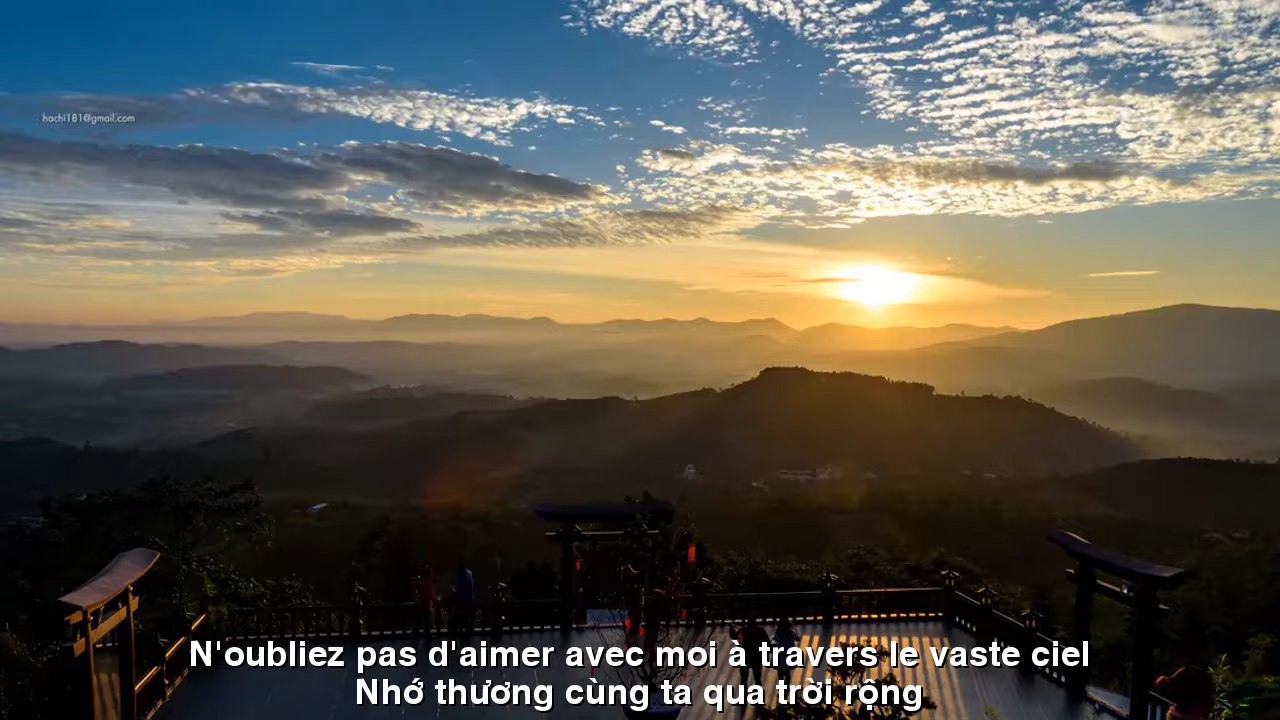 hachi181@gmail.com
N'oubliez pas d'aimer avec moi à travers le vaste ciel
Nhớ thương cùng ta qua trời rộng